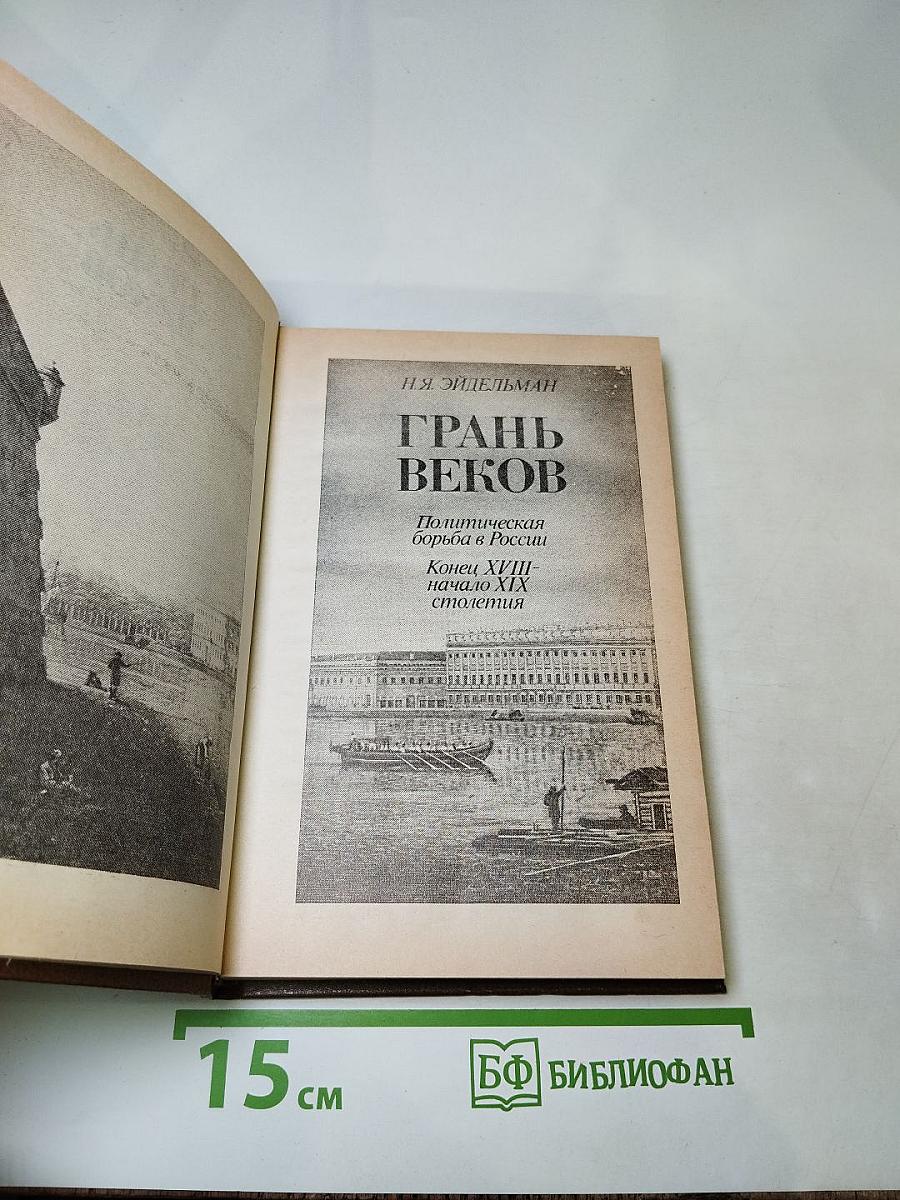 Н.Я. ЭЙДЕЛЬМАН
ГРАНЬ
ВЕКОВ
Политическая
борьба в России
Конец XVIII-
начало XIX
столетия
15 см
БФ БИБЛИОФАН